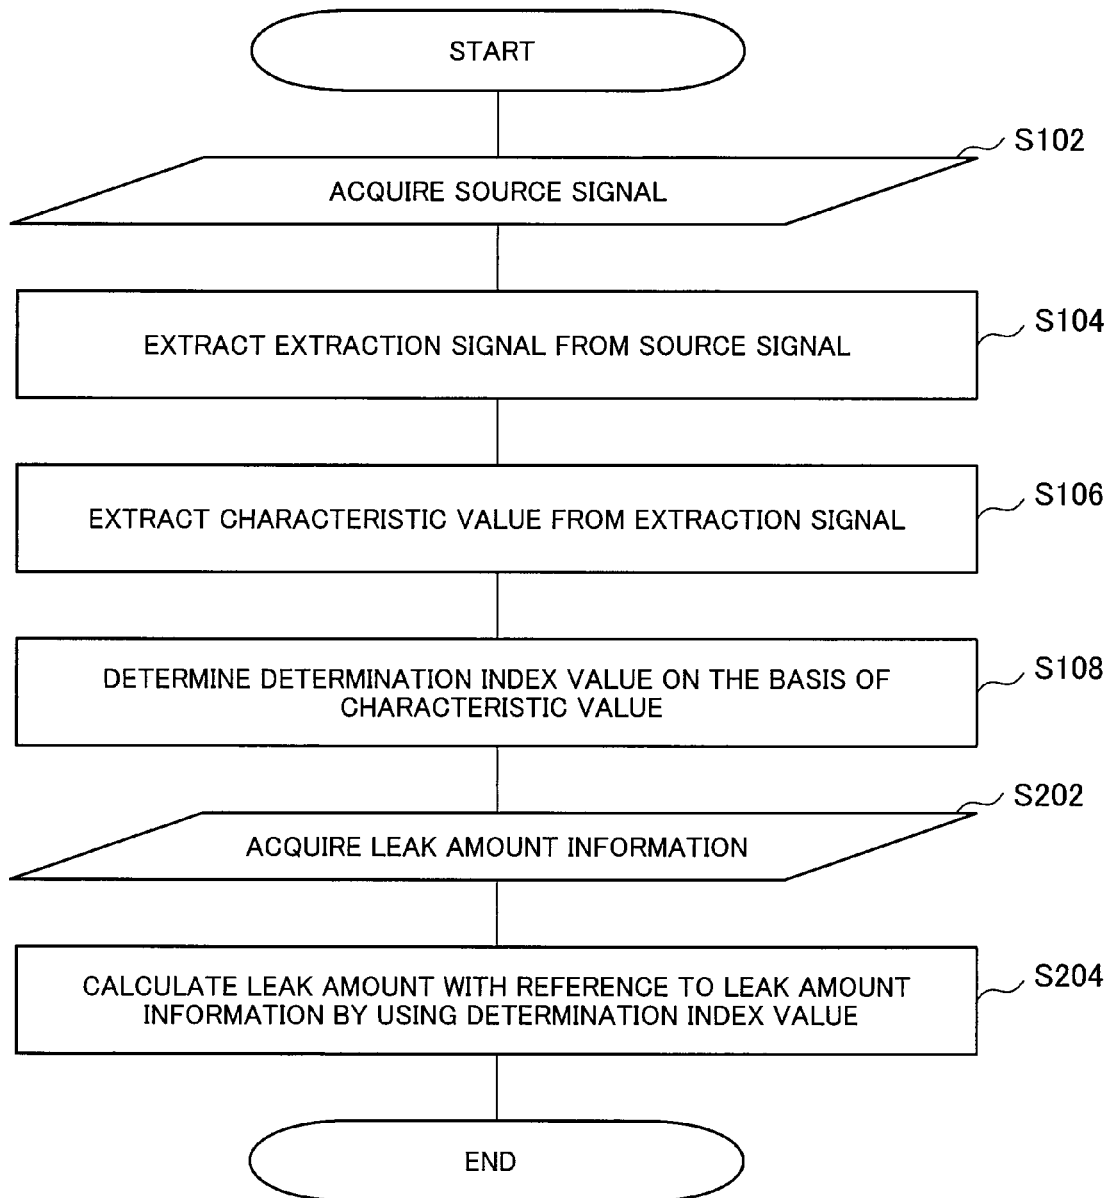 START
S102
ACQUIRE SOURCE SIGNAL
S104
EXTRACT EXTRACTION SIGNAL FROM SOURCE SIGNAL
S106
EXTRACT CHARACTERISTIC VALUE FROM EXTRACTION SIGNAL
S108
DETERMINE DETERMINATION INDEX VALUE ON THE BASIS OF
CHARACTERISTIC VALUE
S202
ACQUIRE LEAK AMOUNT INFORMATION
S204
CALCULATE LEAK AMOUNT WITH REFERENCE TO LEAK AMOUNT
INFORMATION BY USING DETERMINATION INDEX VALUE
END